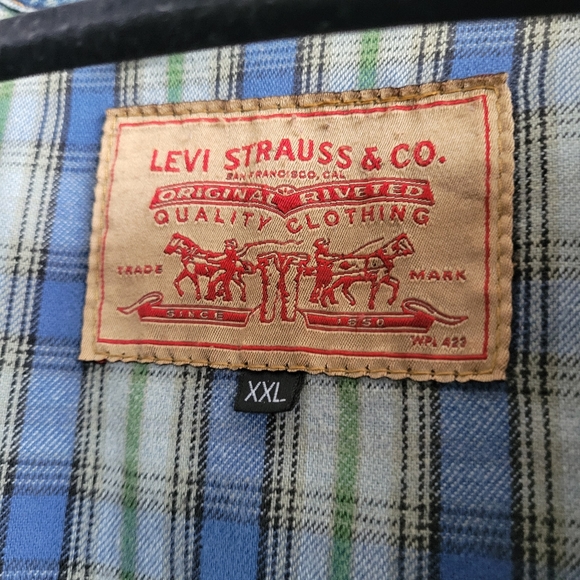 LEVI STRAUSS & CO.
SAN FRANCISCO, CAL
ORIGINAL RIVETED
QUALITY CLOTHING
TRADE MARK
SINCE 1850
WPL 423
XXL